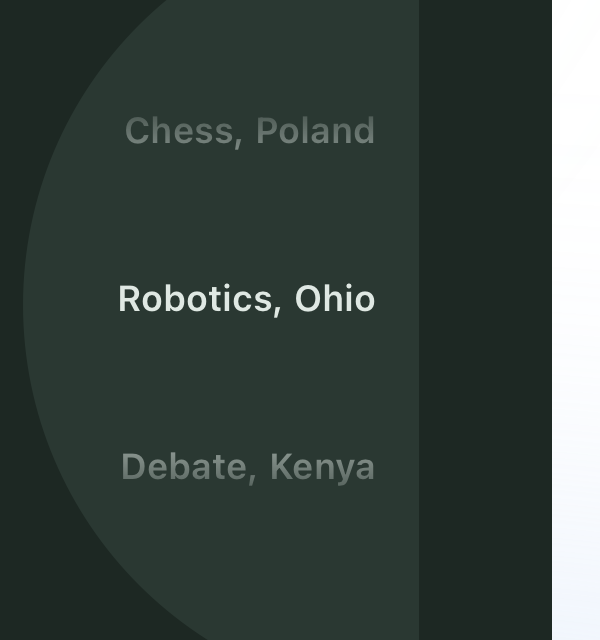 Chess, Poland
Robotics, Ohio
Debate, Kenya